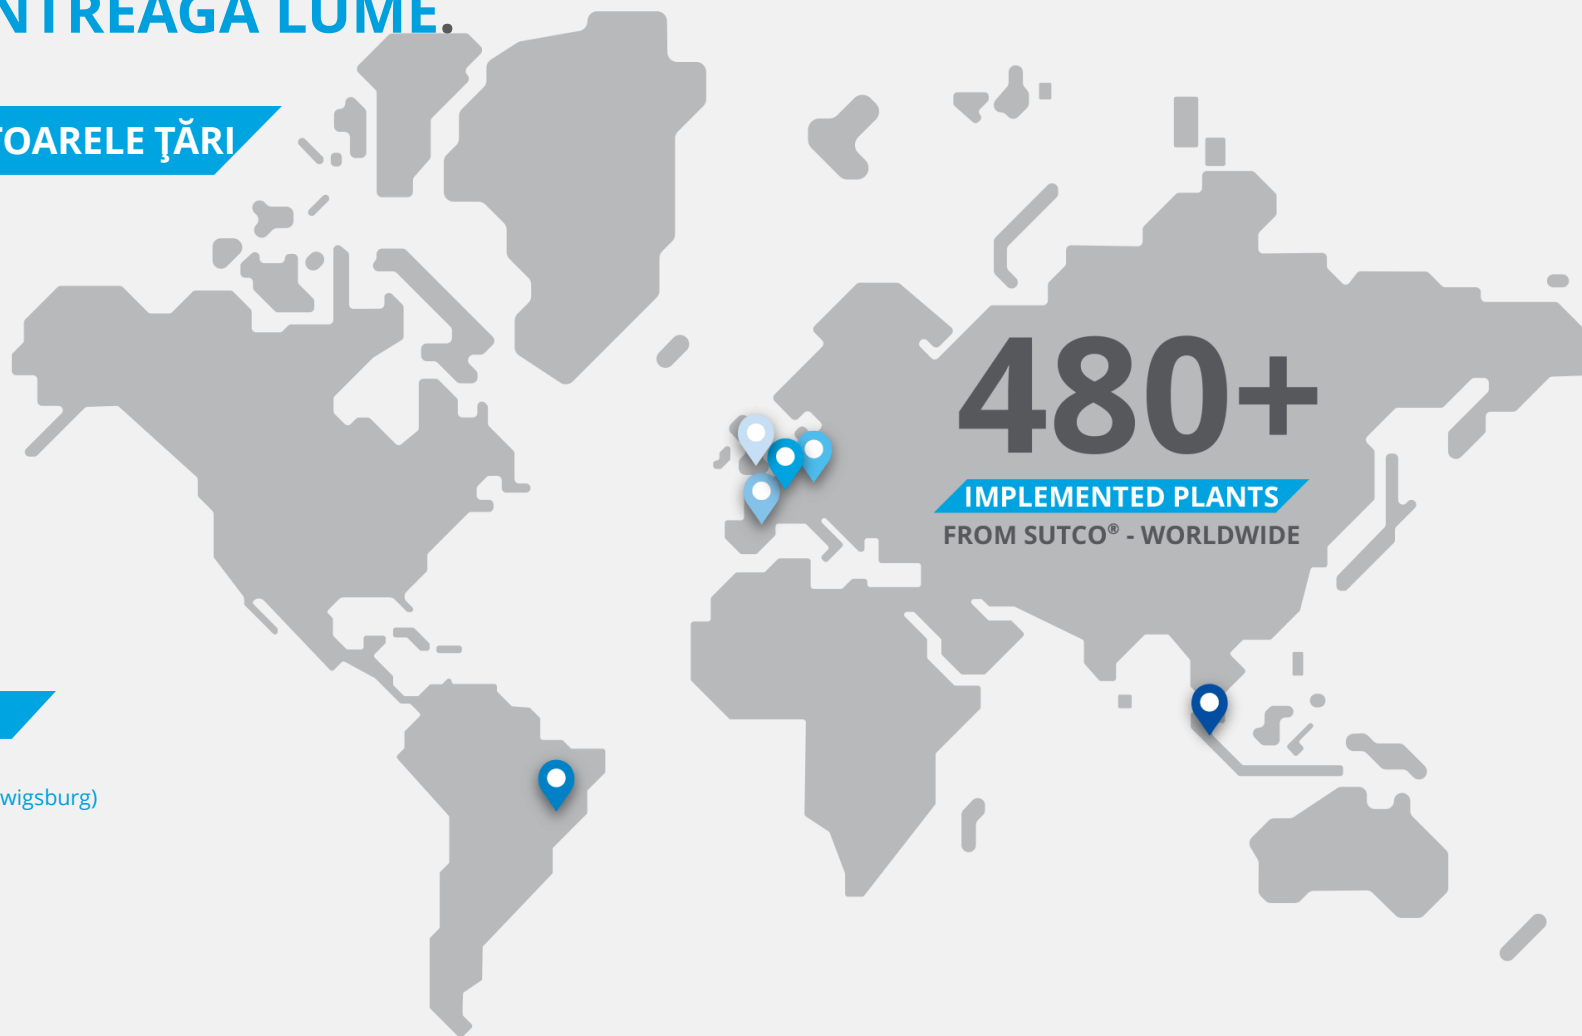 NTREAGA LUME.
TOARELE ŢĂRI
480+
IMPLEMENTED PLANTS
FROM SUTCO® - WORLDWIDE
wigsburg)